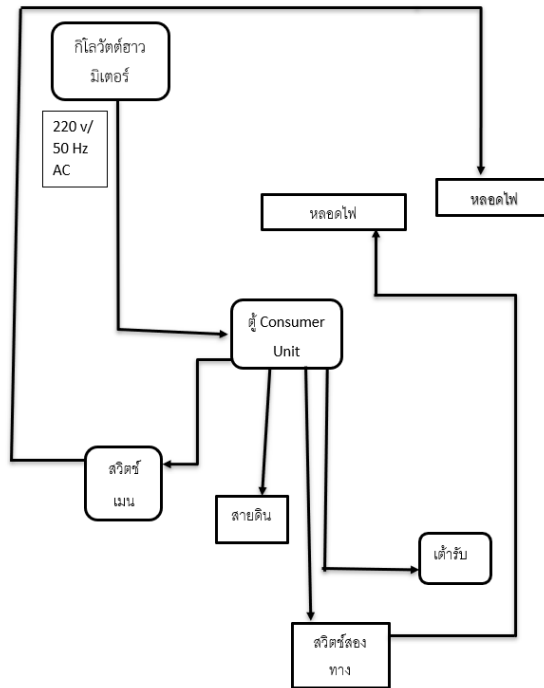 กิโลวัตต์ฮาว
มิเตอร์
220 v/
50 Hz
AC
หลอดไฟ
หลอดไฟ
ตู้ Consumer
Unit
สวิตช์
เมน
สายดิน
เต้ารับ
สวิตช์สอง
ทาง